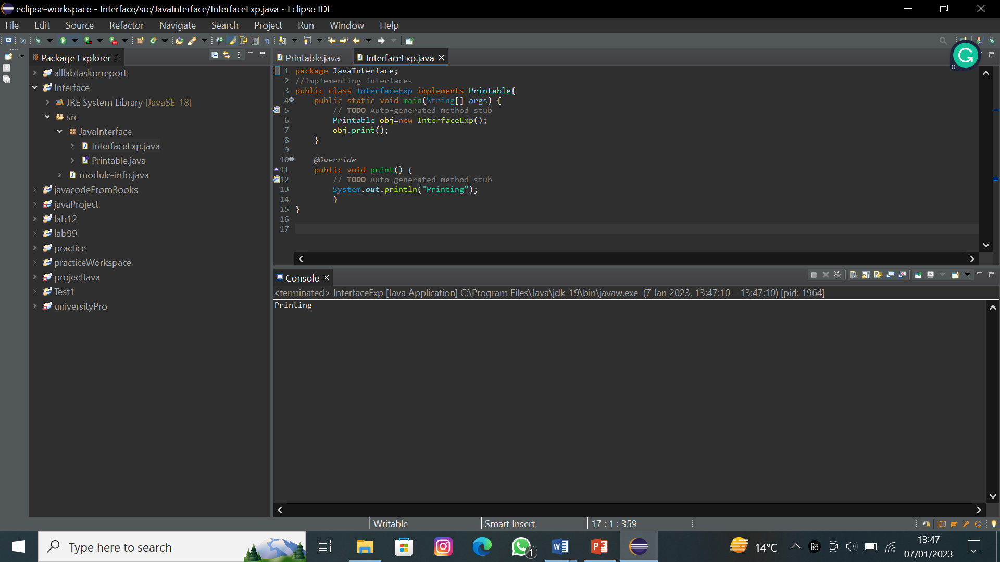 eclipse-workspace - Interface/src/JavaInterface/InterfaceExp.java - Eclipse IDE
File Edit Source Refactor Navigate Search Project Run Window Help
Package Explorer
alllabtaskorreport
Interface
JRE System Library [JavaSE-18]
src
JavaInterface
InterfaceExp.java
Printable.java
module-info.java
javacodeFromBooks
javaProject
lab12
lab99
practice
practiceWorkspace
projectJava
Test1
universityPro
Printable.java InterfaceExp.java
1 package JavaInterface;
2 //implementing interfaces
3 public class InterfaceExp implements Printable{
4 public static void main(String[] args) {
5 // TODO Auto-generated method stub
6 Printable obj=new InterfaceExp();
7 obj.print();
8 }
9
10 @Override
11 public void print() {
12 // TODO Auto-generated method stub
13 System.out.println("Printing");
14 }
15 }
16
17
Console
<terminated> InterfaceExp [Java Application] C:\Program Files\Java\jdk-19\bin\javaw.exe (7 Jan 2023, 13:47:10 – 13:47:10) [pid: 1964]
Printing
Writable Smart Insert 17 : 1 : 359
Type here to search
1
14°C
13:47
07/01/2023